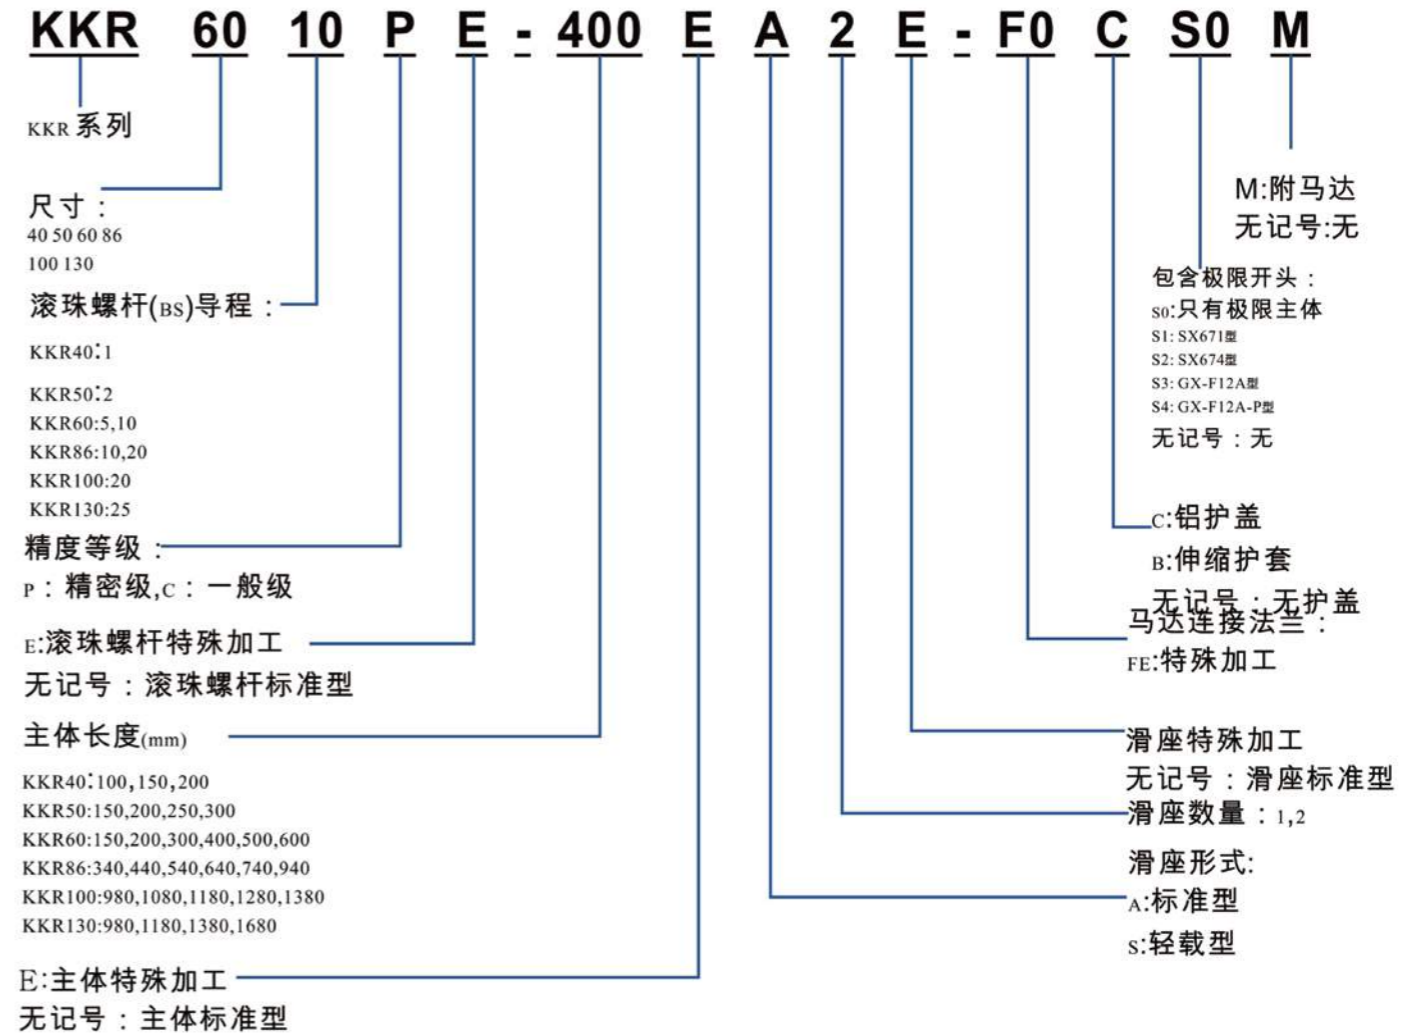 KKR 60 10 P E - 400 E A 2 E - F0 C S0 M
KKR系列
尺寸：
40 50 60 86
100 130
滚珠螺杆(BS)导程：
KKR40:1
KKR50:2
KKR60:5,10
KKR86:10,20
KKR100:20
KKR130:25
精度等级：
P：精密级,C：一般级
E:滚珠螺杆特殊加工
无记号：滚珠螺杆标准型
主体长度(mm)
KKR40:100,150,200
KKR50:150,200,250,300
KKR60:150,200,300,400,500,600
KKR86:340,440,540,640,740,940
KKR100:980,1080,1180,1280,1380
KKR130:980,1180,1380,1680
E:主体特殊加工
无记号：主体标准型
M:附马达
无记号:无
包含极限开头：
S0:只有极限主体
S1: SX671型
S2: SX674型
S3: GX-F12A型
S4: GX-F12A-P型
无记号：无
C:铝护盖
B:伸缩护套
无记号：无护盖
马达连接法兰：
FE:特殊加工
滑座特殊加工
无记号：滑座标准型
滑座数量：1,2
滑座形式:
A:标准型
S:轻载型